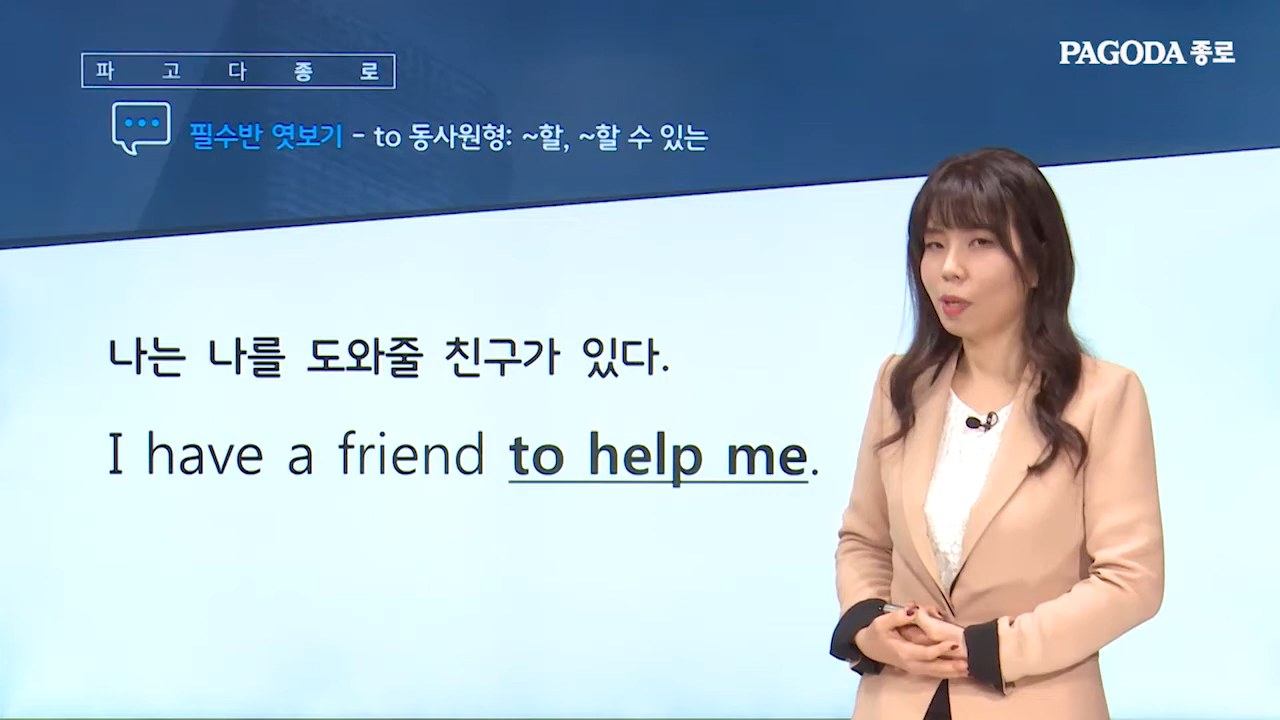 파고다종로
PAGODA 종로
필수반 엿보기 - to 동사원형: ~할, ~할 수 있는
나는 나를 도와줄 친구가 있다.
I have a friend to help me.